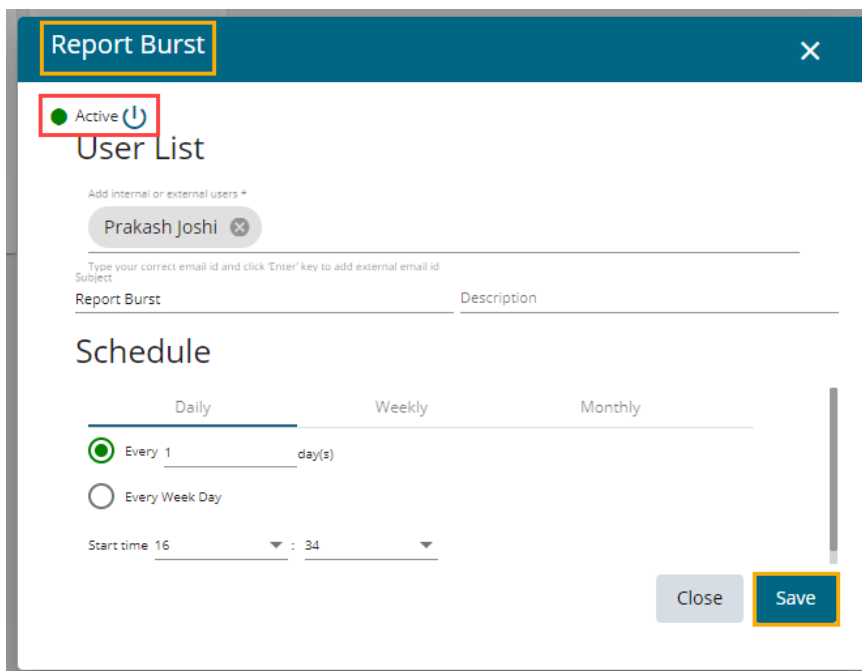 Report Burst
Active
User List
Add internal or external users *
Prakash Joshi
Type your correct email id and click 'Enter' key to add external email id
Subject
Report Burst Description
Schedule
Daily Weekly Monthly
Every 1 day(s)
Every Week Day
Start time 16 : 34
Close Save